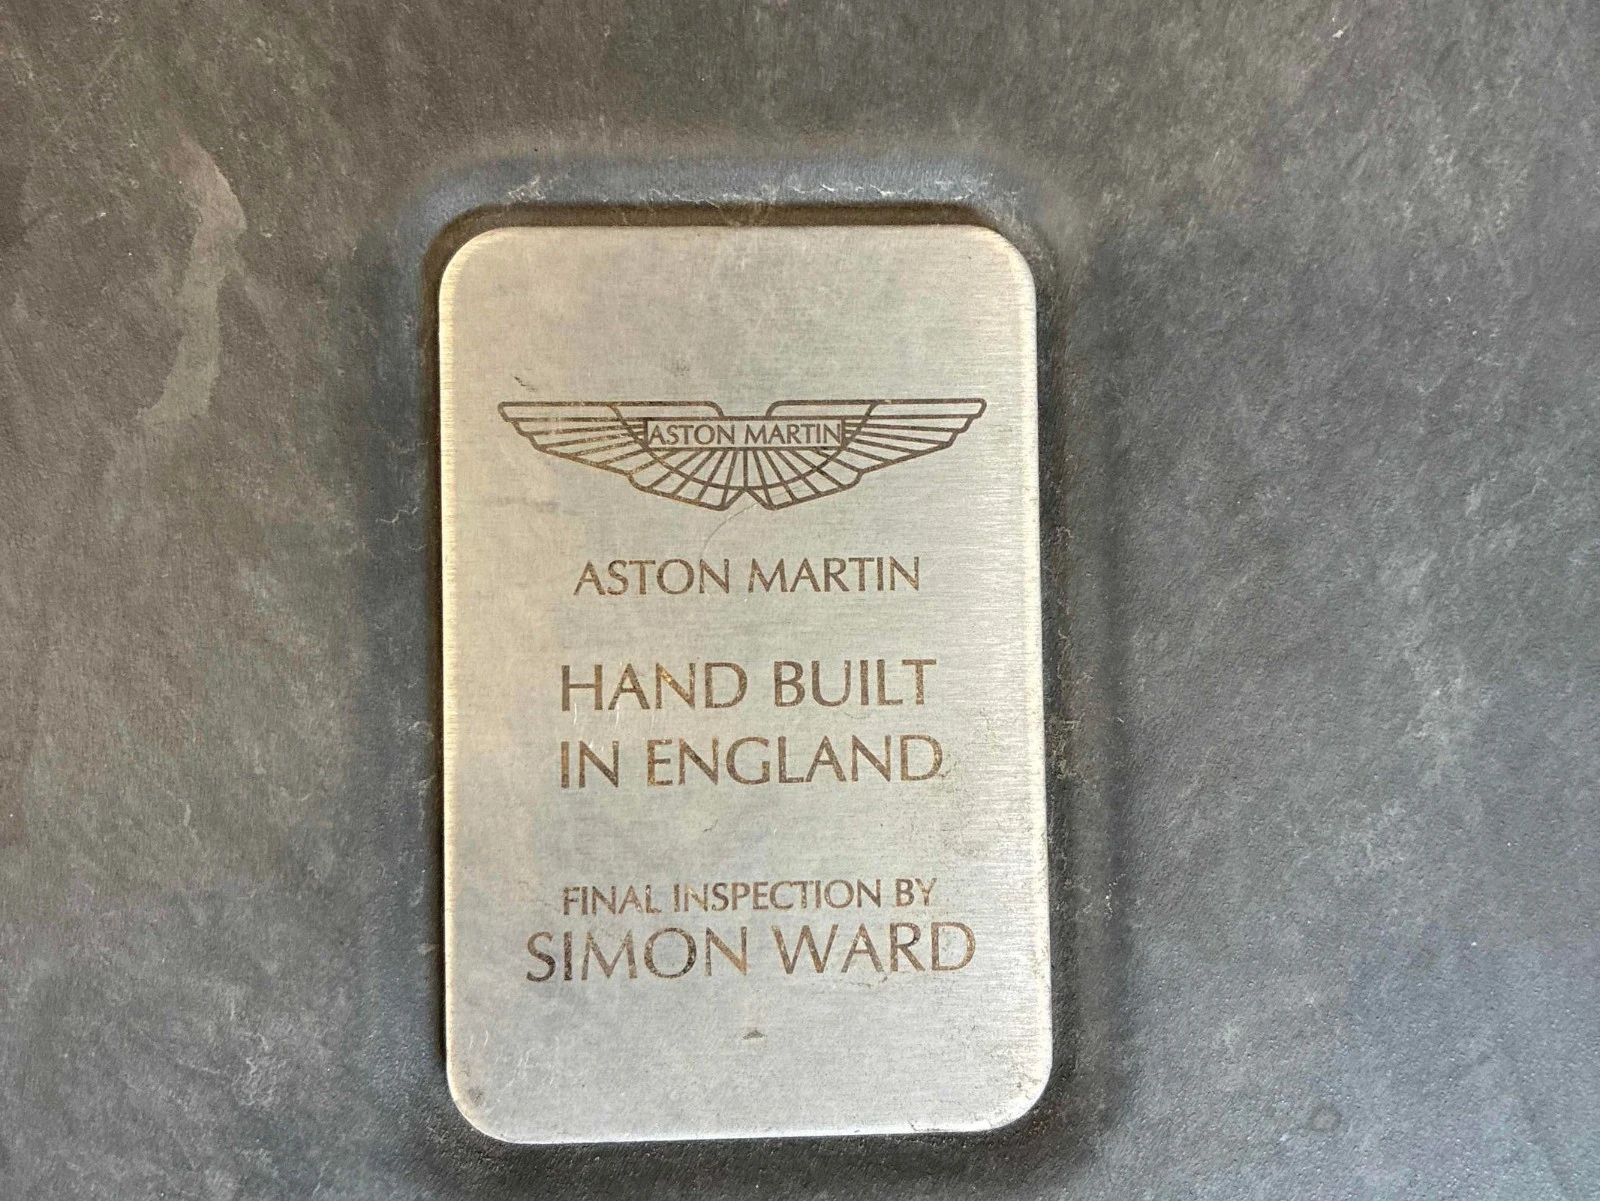 ASTON MARTIN
ASTON MARTIN
HAND BUILT
IN ENGLAND
FINAL INSPECTION BY
SIMON WARD